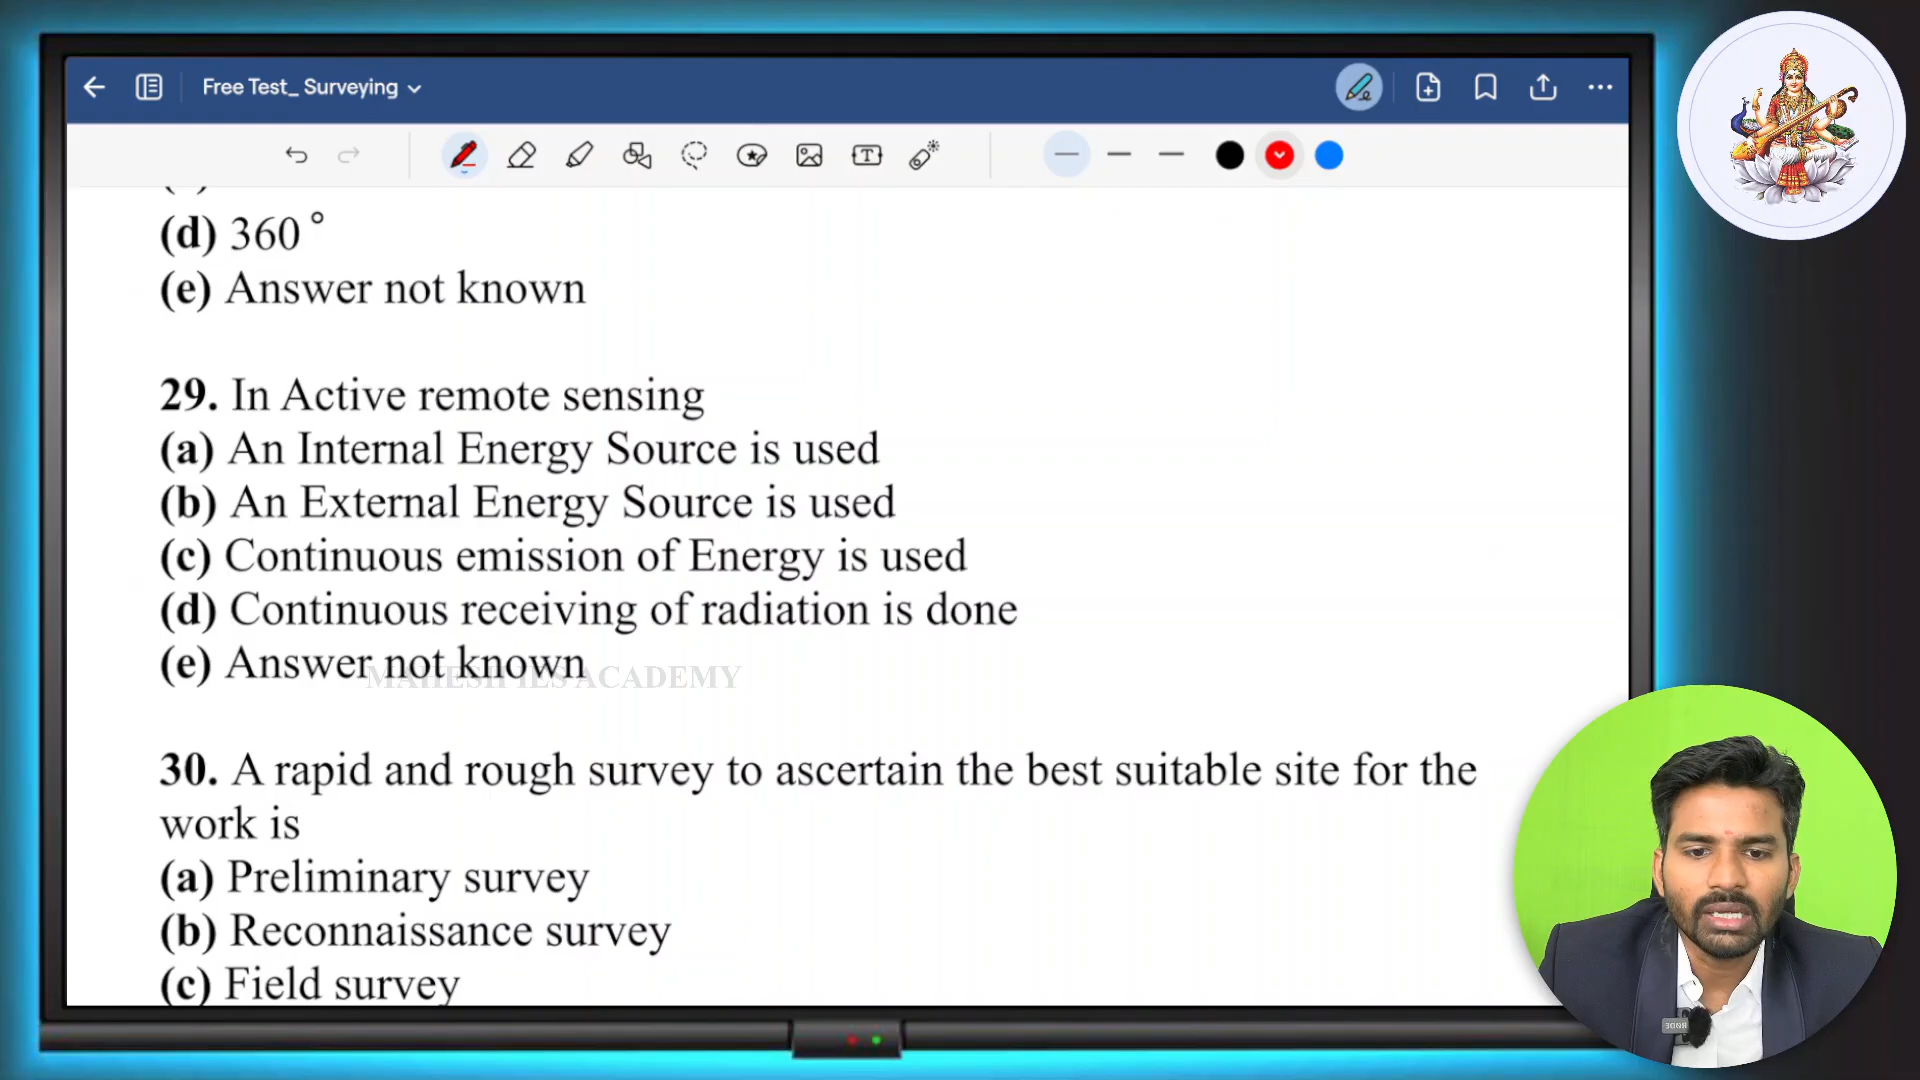 Free Test_ Surveying
(d) 360°
(e) Answer not known
29. In Active remote sensing
(a) An Internal Energy Source is used
(b) An External Energy Source is used
(c) Continuous emission of Energy is used
(d) Continuous receiving of radiation is done
(e) Answer not known
MAHESH IES ACADEMY
30. A rapid and rough survey to ascertain the best suitable site for the
work is
(a) Preliminary survey
(b) Reconnaissance survey
(c) Field survey
RØDE